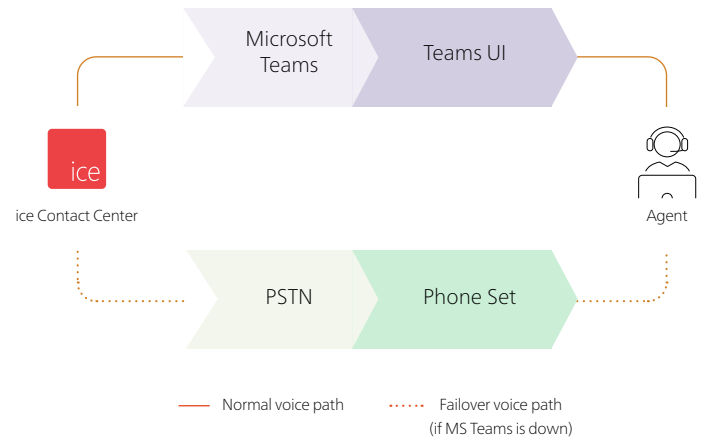 Microsoft
Teams
Teams UI
ice
ice Contact Center
Agent
PSTN
Phone Set
Normal voice path
Failover voice path
(if MS Teams is down)